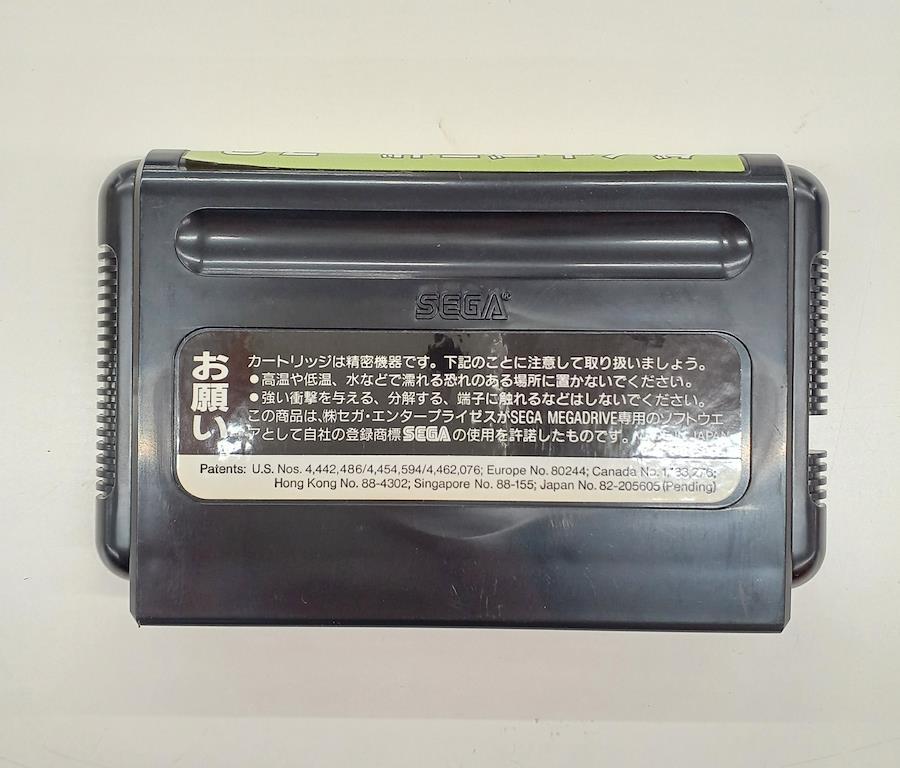 SEGA®
お願い。
カートリッジは精密機器です。下記のことに注意して取り扱いましょう。
●高温や低温、水などで濡れる恐れのある場所に置かないでください。
●強い衝撃を与える、分解する、端子に触れるなどはしないでください。
この商品は、㈱セガ・エンタープライゼスがSEGA MEGADRIVE専用のソフトウエ
アとして自社の登録商標SEGAの使用を許諾したものです。MADE IN JAPAN
Patents: U.S. Nos. 4,442,486/4,454,594/4,462,076; Europe No. 80244; Canada No. 1,183,276;
Hong Kong No. 88-4302; Singapore No. 88-155; Japan No. 82-205605 (Pending)